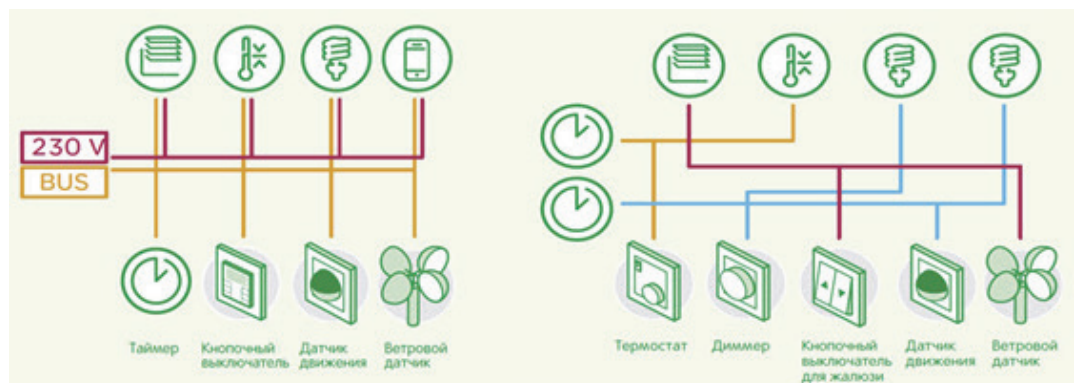 230 V
BUS
Таймер
Кнопочный
выключатель
Датчик
движения
Ветровой
датчик
Термостат
Диммер
Кнопочный
выключатель
для жалюзи
Датчик
движения
Ветровой
датчик